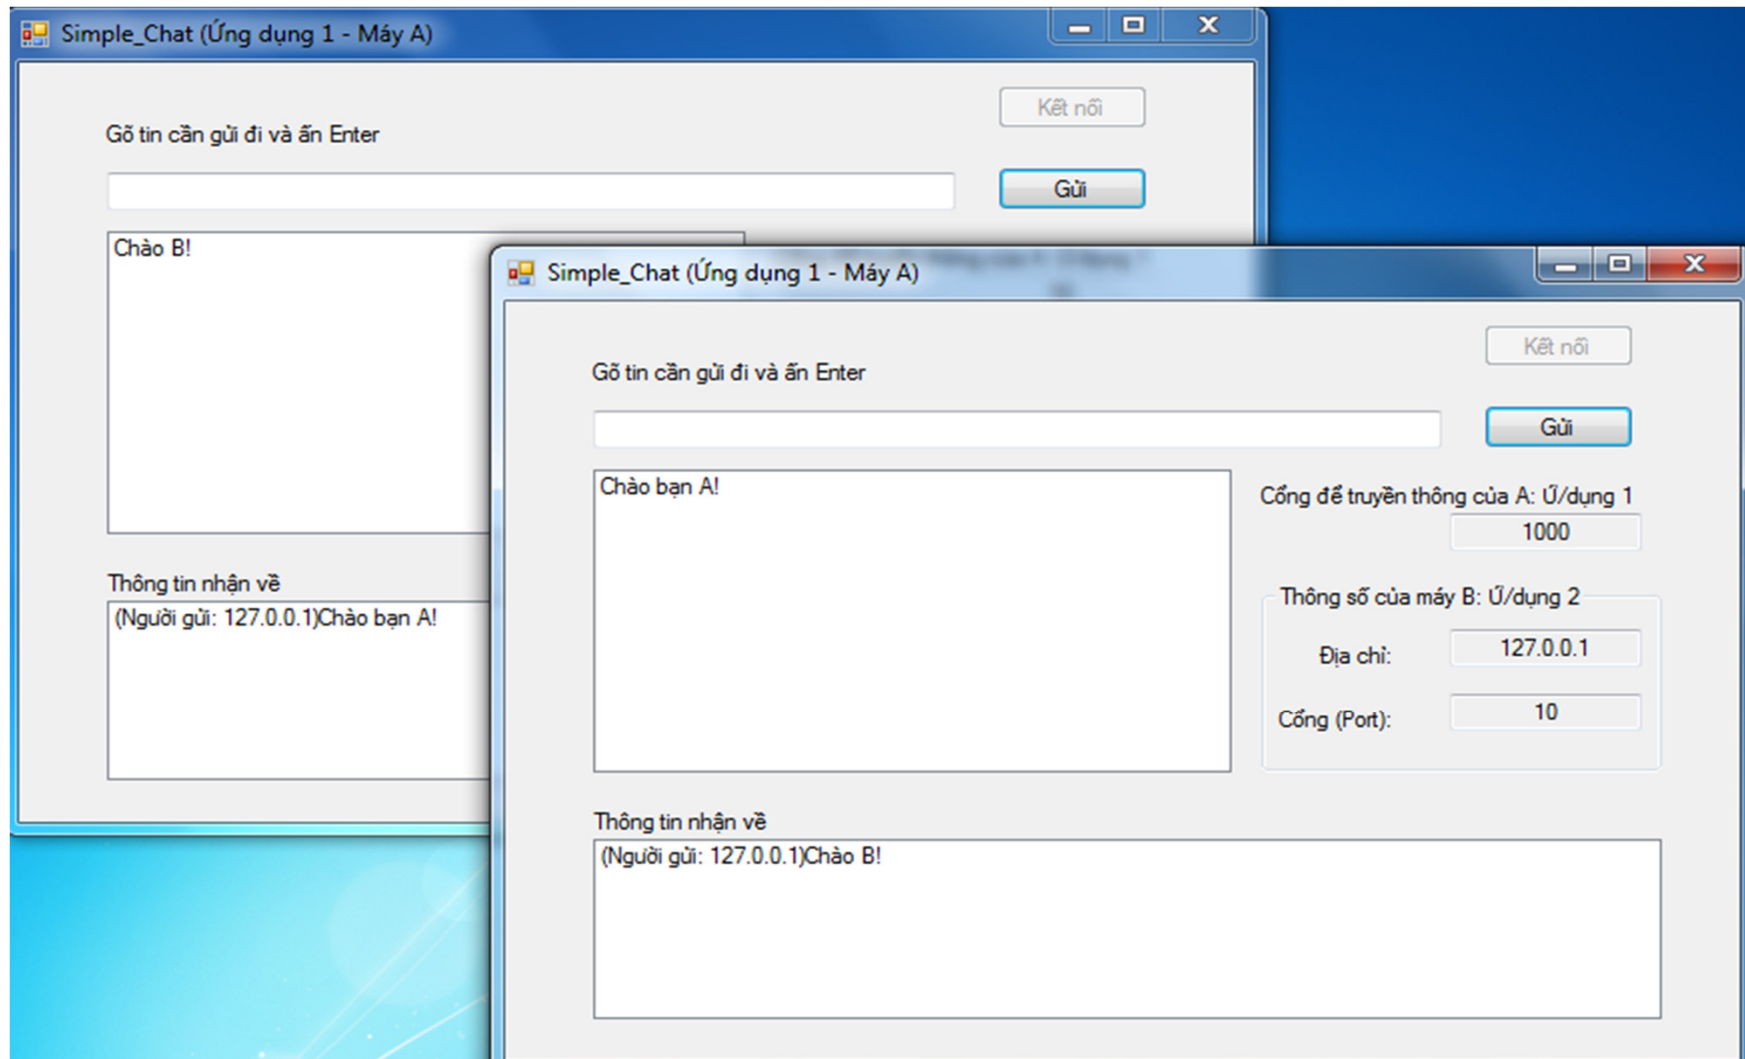 Simple_Chat (Ứng dụng 1 - Máy A)
Kết nối
Gõ tin cần gửi đi và ấn Enter
Gửi
Chào B!
Thông tin nhận về
(Người gửi: 127.0.0.1)Chào bạn A!
Simple_Chat (Ứng dụng 1 - Máy A)
Kết nối
Gõ tin cần gửi đi và ấn Enter
Gửi
Chào bạn A!
Cổng để truyền thông của A: Ứ/dụng 1
1000
Thông số của máy B: Ứ/dụng 2
Địa chỉ:
127.0.0.1
Cổng (Port):
10
Thông tin nhận về
(Người gửi: 127.0.0.1)Chào B!